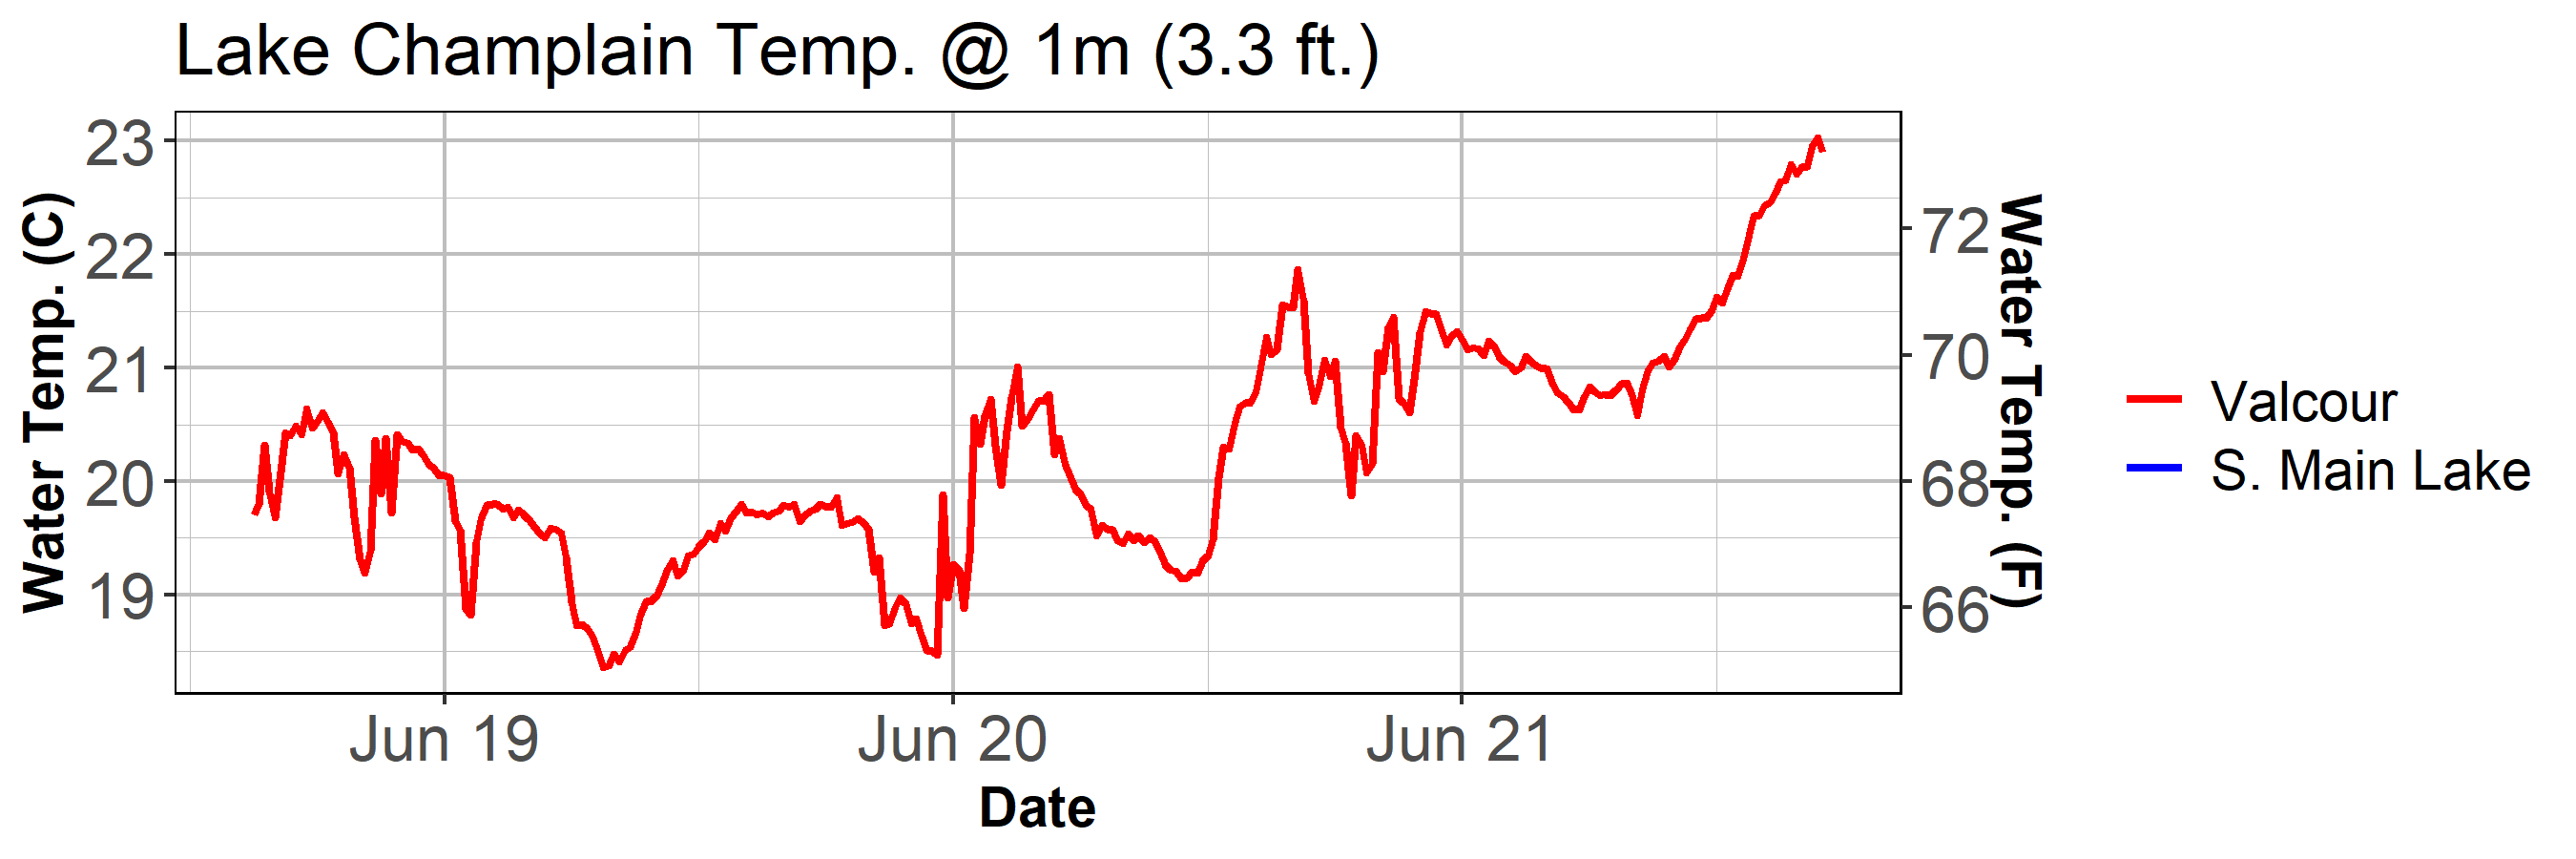 Lake Champlain Temp. @ 1m (3.3 ft.)
Water Temp. (C)
23
22
21
20
19
72
70
68
66
Water Temp. (F)
Jun 19
Jun 20
Jun 21
Date
Valcour
S. Main Lake